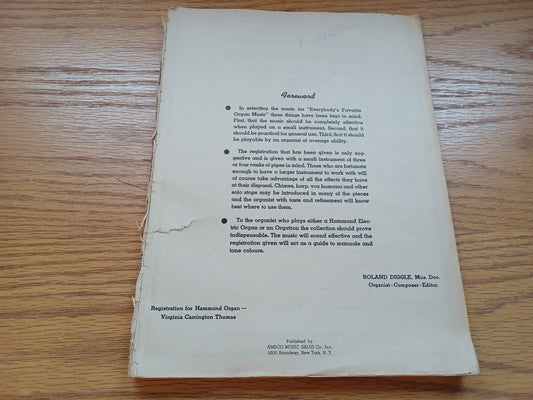 Foreword
In selecting the music for "Everybody's Favorite
Organ Music" three things have been kept in mind.
First, that the music should be completely effective
when played on a small instrument. Second, that it
should be practical for general use. Third, that it should
be playable by an organist of average ability.
The registration that has been given is only sug-
gestive and is given with a small instrument of three
or four ranks of pipes in mind. Those who are fortunate
enough to have a larger instrument to work with will
of course take advantage of all the effects they have
at their disposal. Chimes, harp, vox humana and other
solo stops may be introduced in many of the pieces
and the organist with taste and refinement will know
best where to use them.
To the organist who plays either a Hammond Elec-
tric Organ or an Orgatron the collection should prove
indispensable. The music will sound effective and the
registration given will act as a guide to manuals and
tone colours.
ROLAND DIGGLE, Mus. Doc.
Organist - Composer - Editor.
Registration for Hammond Organ —
Virginia Carrington Thomas
Published by
AMSCO MUSIC SALES Co., Inc.
1600 Broadway, New York, N. Y.